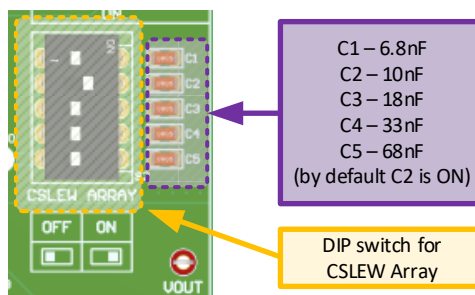 ON
C1
C2
C3
C4
C5
CSLEW ARRAY
OFF ON
VOUT
C1 – 6.8nF
C2 – 10nF
C3 – 18nF
C4 – 33nF
C5 – 68nF
(by default C2 is ON)
DIP switch for
CSLEW Array